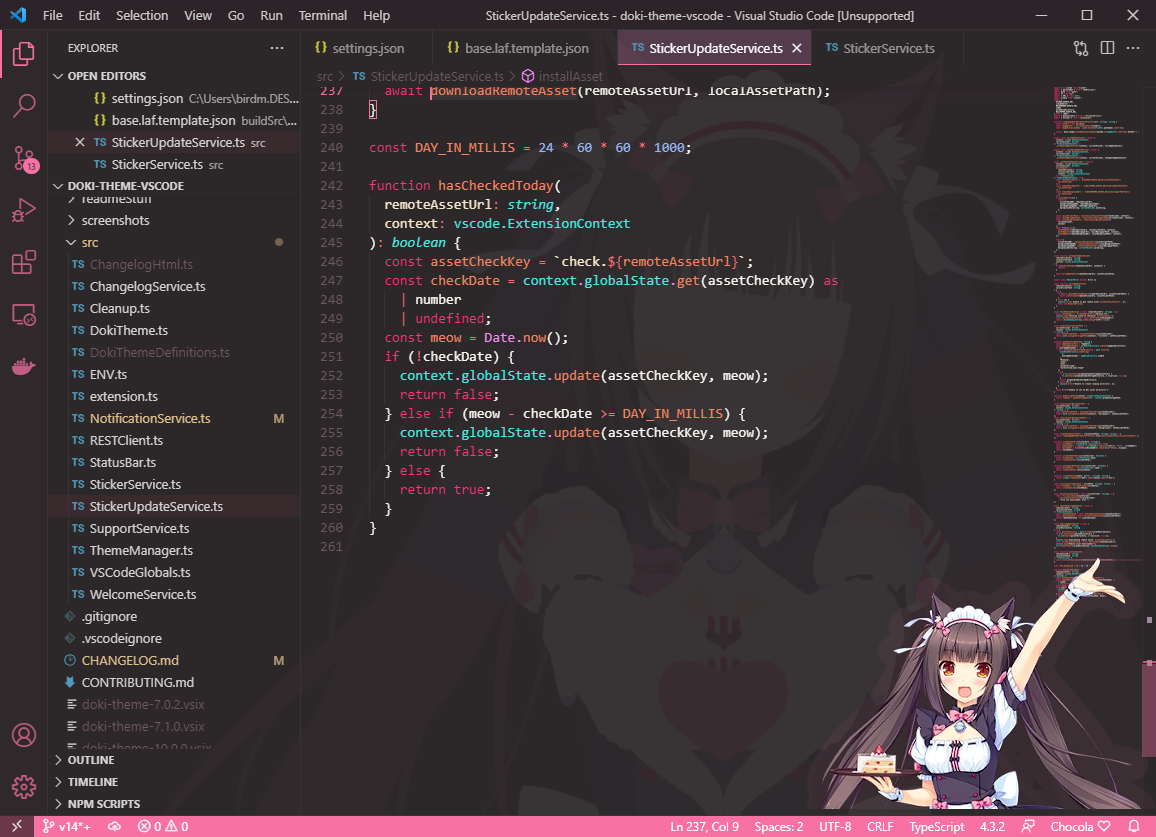 File Edit Selection View Go Run Terminal Help
StickerUpdateService.ts - doki-theme-vscode - Visual Studio Code [Unsupported]
EXPLORER
OPEN EDITORS
{} settings.json C:\Users\birdm.DES...
{} base.laf.template.json buildSrc\...
TS StickerUpdateService.ts src
TS StickerService.ts src
DOKI-THEME-VSCODE
readmeStuff
screenshots
src
TS ChangelogHtml.ts
TS ChangelogService.ts
TS Cleanup.ts
TS DokiTheme.ts
TS DokiThemeDefinitions.ts
TS ENV.ts
TS extension.ts
TS NotificationService.ts M
TS RESTClient.ts
TS StatusBar.ts
TS StickerService.ts
TS StickerUpdateService.ts
TS SupportService.ts
TS ThemeManager.ts
TS VSCodeGlobals.ts
TS WelcomeService.ts
.gitignore
.vscodeignore
CHANGELOG.md M
CONTRIBUTING.md
doki-theme-7.0.2.vsix
doki-theme-7.1.0.vsix
doki-theme-10.0.0.vsix
OUTLINE
TIMELINE
NPM SCRIPTS
13
{} settings.json
{} base.laf.template.json
TS StickerUpdateService.ts
TS StickerService.ts
src > TS StickerUpdateService.ts > installAsset
237 await downloadRemoteAsset(remoteAssetUrl, localAssetPath);
238 }
239
240 const DAY_IN_MILLIS = 24 * 60 * 60 * 1000;
241
242 function hasCheckedToday(
243 remoteAssetUrl: string,
244 context: vscode.ExtensionContext
245 ): boolean {
246 const assetCheckKey = `check.${remoteAssetUrl}`;
247 const checkDate = context.globalState.get(assetCheckKey) as
248 | number
249 | undefined;
250 const meow = Date.now();
251 if (!checkDate) {
252 context.globalState.update(assetCheckKey, meow);
253 return false;
254 } else if (meow - checkDate >= DAY_IN_MILLIS) {
255 context.globalState.update(assetCheckKey, meow);
256 return false;
257 } else {
258 return true;
259 }
260 }
261
v14*+ 0 0
Ln 237, Col 9 Spaces: 2 UTF-8 CRLF TypeScript 4.3.2 Chocola♡